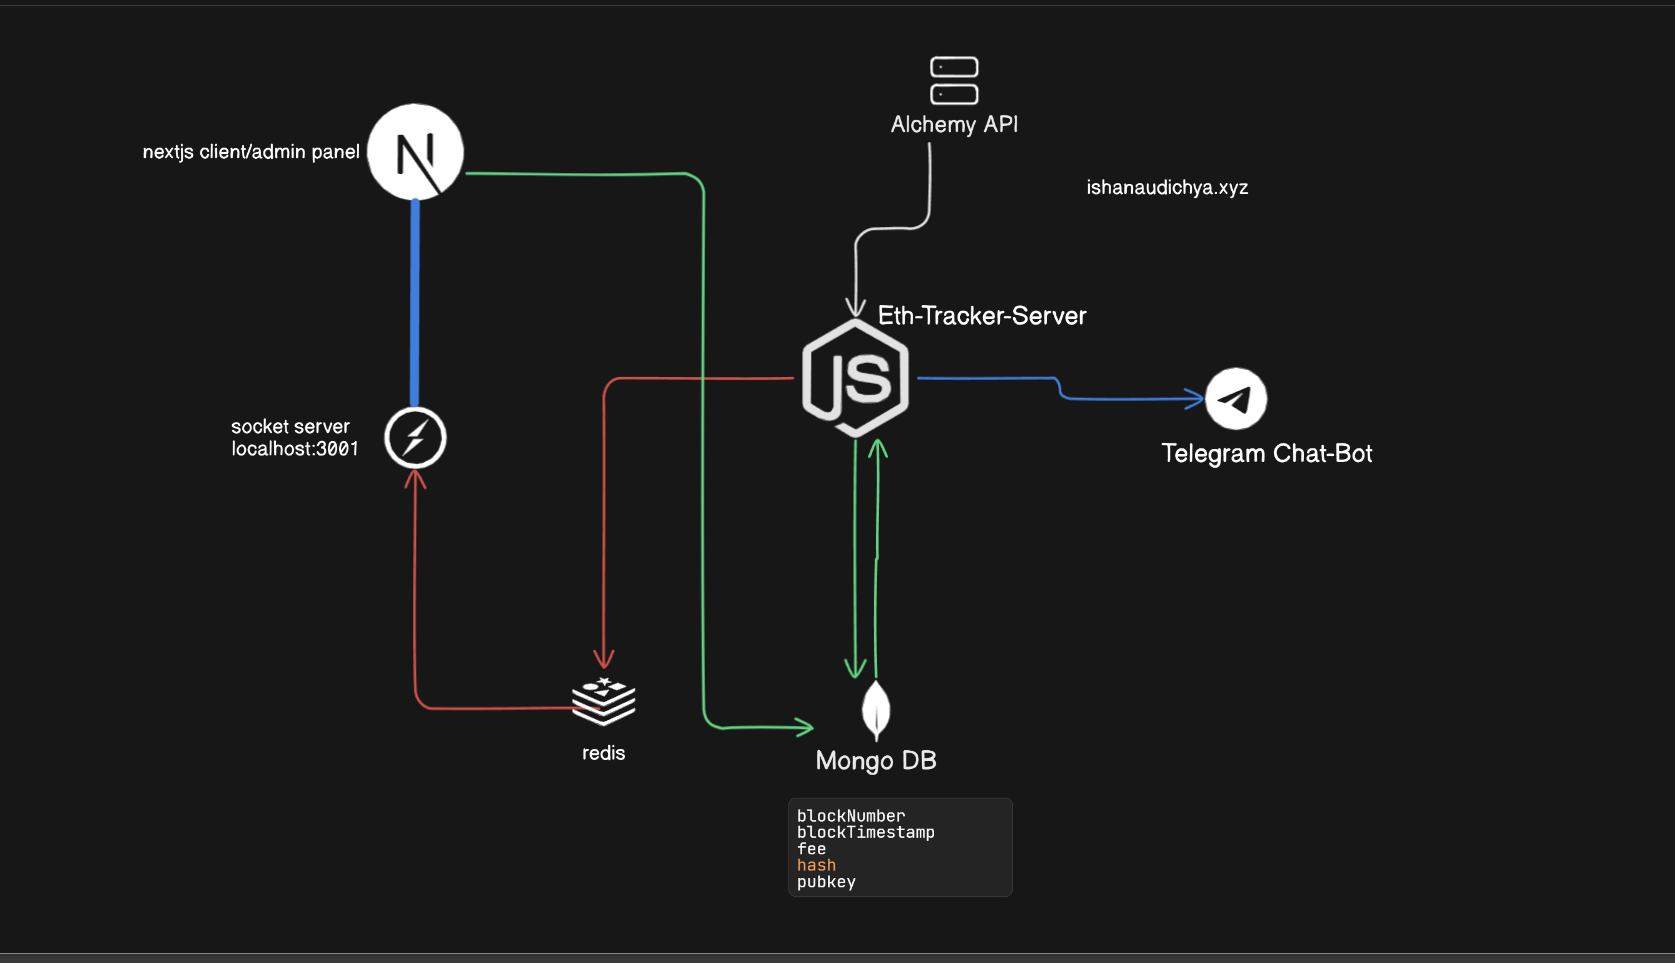 Alchemy API
nextjs client/admin panel
N
ishanaudichya.xyz
Eth-Tracker-Server
JS
socket server
localhost:3001
Telegram Chat-Bot
redis
Mongo DB
blockNumber
blockTimestamp
fee
hash
pubkey